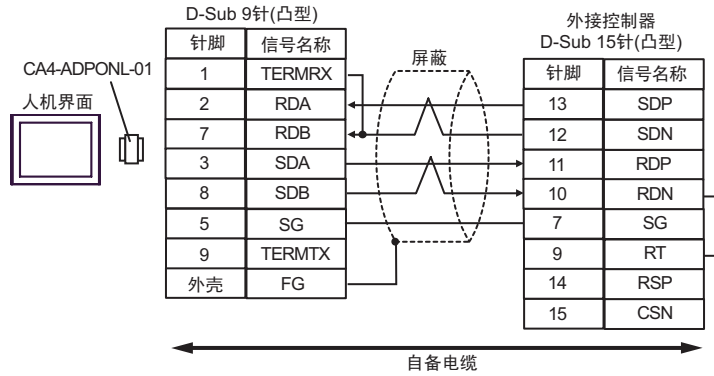 D-Sub 9针(凸型)
外接控制器
D-Sub 15针(凸型)
CA4-ADPONL-01
人机界面
屏蔽
针脚 信号名称
1 TERMRX
2 RDA
7 RDB
3 SDA
8 SDB
5 SG
9 TERMTX
外壳 FG
针脚 信号名称
13 SDP
12 SDN
11 RDP
10 RDN
7 SG
9 RT
14 RSP
15 CSN
自备电缆